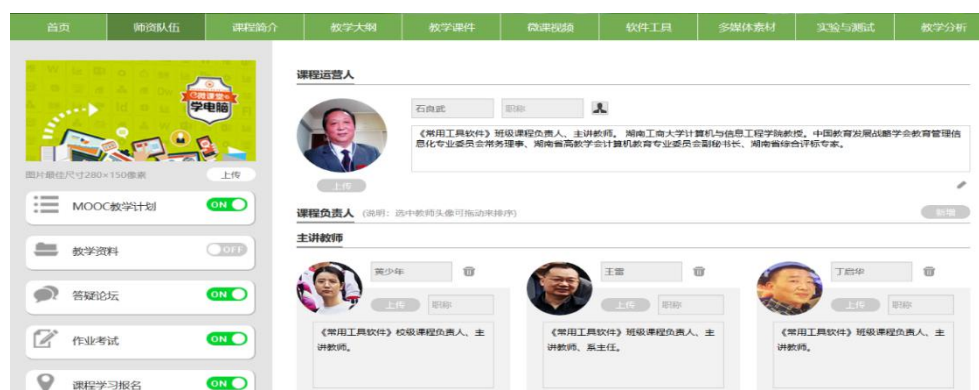 首页 师资队伍 课程简介 教学大纲 教学课件 微课视频 软件工具 多媒体素材 实验与测试 教学分析
微课堂
学电脑
图片最佳尺寸280×150像素 上传
MOOC教学计划 ON
教学资料 OFF
答疑论坛 ON
作业考试 ON
课程学习报名 ON
课程运营人
石良武 职称
《常用工具软件》班级课程负责人、主讲教师。 湖南工商大学计算机与信息工程学院教授。中国教育发展战略学会教育管理信
息化专业委员会常务理事、湖南省高教学会计算机教育专业委员会副秘书长、湖南省综合评标专家。
上传
课程负责人 (说明：选中教师头像可拖动来排序) 新增
主讲教师
黄少年
上传 职称
《常用工具软件》校级课程负责人、主
讲教师。
王雷
上传 职称
《常用工具软件》班级课程负责人、主
讲教师、系主任。
丁启华
上传 职称
《常用工具软件》班级课程负责人、主
讲教师。